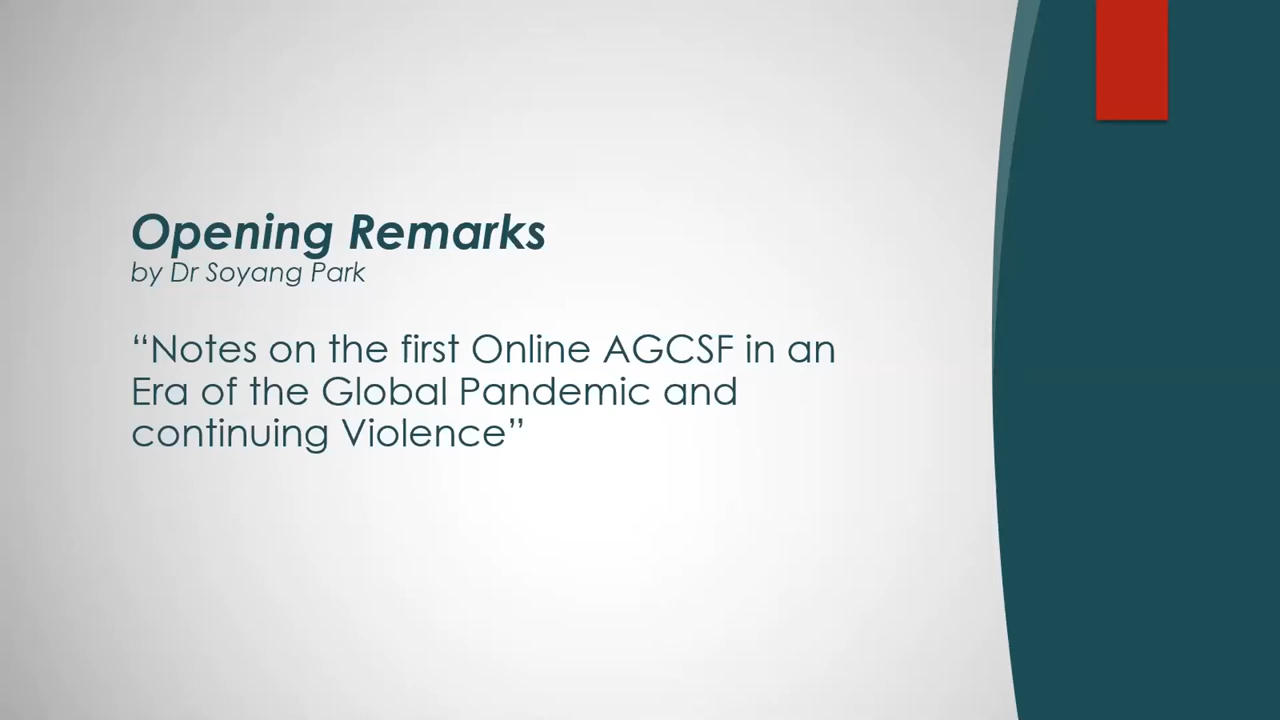 Opening Remarks
by Dr Soyang Park
“Notes on the first Online AGCSF in an
Era of the Global Pandemic and
continuing Violence”